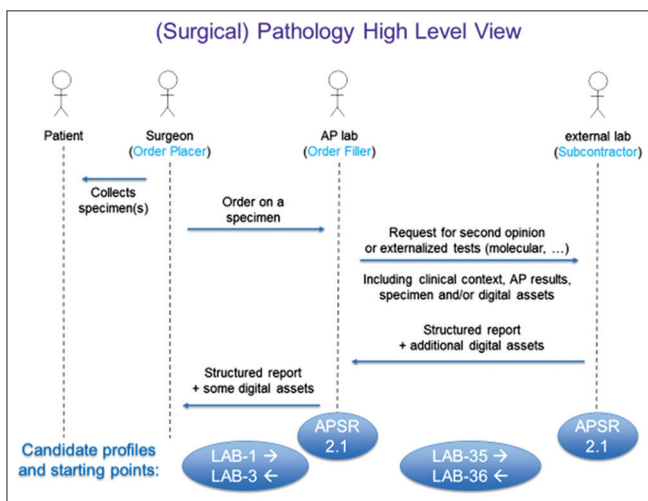 (Surgical) Pathology High Level View
Patient
Surgeon
(Order Placer)
AP lab
(Order Filler)
external lab
(Subcontractor)
Collects
specimen(s)
Order on a
specimen
Request for second opinion
or externalized tests (molecular, …)
Including clinical context, AP results,
specimen and/or digital assets
Structured report
+ additional digital assets
Structured report
+ some digital assets
Candidate profiles
and starting points:
LAB-1 →
LAB-3 ←
APSR
2.1
LAB-35 →
LAB-36 ←
APSR
2.1